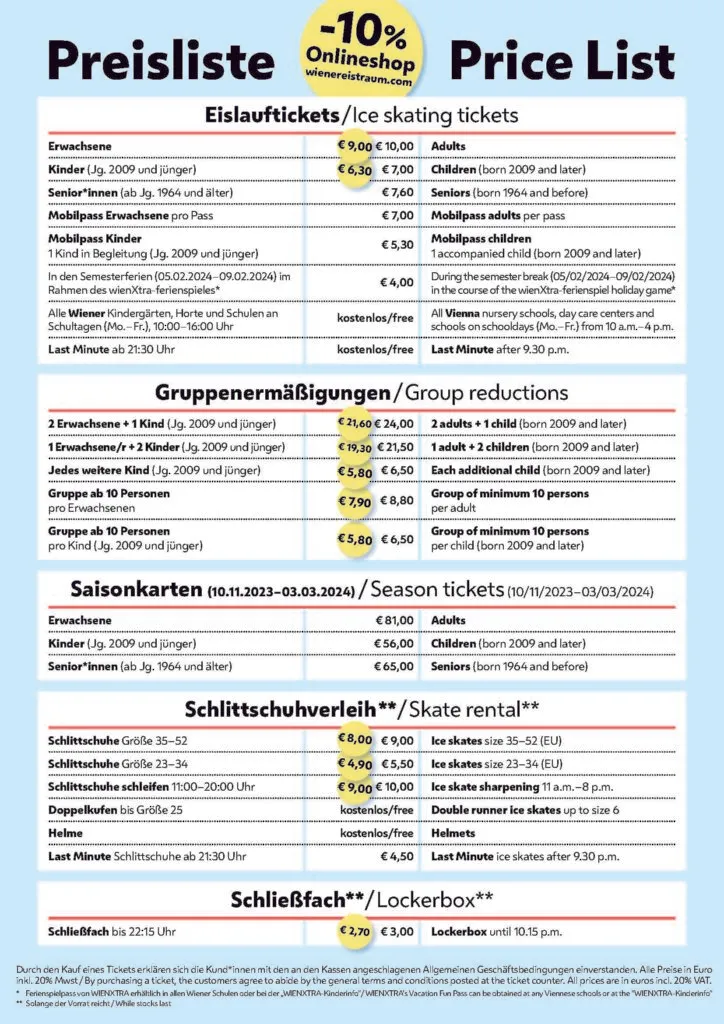 Preisliste
-10%
Onlineshop
wienereistraum.com
Price List
Eislauftickets/Ice skating tickets
Erwachsene € 9,00 € 10,00 Adults
Kinder (Jg. 2009 und jünger) € 6,30 € 7,00 Children (born 2009 and later)
Senior*innen (ab Jg. 1964 und älter) € 7,60 Seniors (born 1964 and before)
Mobilpass Erwachsene pro Pass € 7,00 Mobilpass adults per pass
Mobilpass Kinder
1 Kind in Begleitung (Jg. 2009 und jünger)
€ 5,30
Mobilpass children
1 accompanied child (born 2009 and later)
In den Semesterferien (05.02.2024–09.02.2024) im
Rahmen des wienXtra-ferienspieles*
€ 4,00
During the semester break (05/02/2024–09/02/2024)
in the course of the wienXtra-ferienspiel holiday game*
Alle Wiener Kindergärten, Horte und Schulen an
Schultagen (Mo.–Fr.), 10:00–16:00 Uhr
kostenlos/free
All Vienna nursery schools, day care centers and
schools on schooldays (Mo.–Fr.) from 10 a.m.–4 p.m.
Last Minute ab 21:30 Uhr kostenlos/free Last Minute after 9.30 p.m.
Gruppenermäßigungen/Group reductions
2 Erwachsene + 1 Kind (Jg. 2009 und jünger) € 21,60 € 24,00 2 adults + 1 child (born 2009 and later)
1 Erwachsene/r + 2 Kinder (Jg. 2009 und jünger) € 19,30 € 21,50 1 adult + 2 children (born 2009 and later)
Jedes weitere Kind (Jg. 2009 und jünger) € 5,80 € 6,50 Each additional child (born 2009 and later)
Gruppe ab 10 Personen
pro Erwachsenen
€ 7,90 € 8,80
Group of minimum 10 persons
per adult
Gruppe ab 10 Personen
pro Kind (Jg. 2009 und jünger)
€ 5,80 € 6,50
Group of minimum 10 persons
per child (born 2009 and later)
Saisonkarten (10.11.2023–03.03.2024)/Season tickets (10/11/2023–03/03/2024)
Erwachsene € 81,00 Adults
Kinder (Jg. 2009 und jünger) € 56,00 Children (born 2009 and later)
Senior*innen (ab Jg. 1964 und älter) € 65,00 Seniors (born 1964 and before)
Schlittschuhverleih**/Skate rental**
Schlittschuhe Größe 35–52 € 8,00 € 9,00 Ice skates size 35–52 (EU)
Schlittschuhe Größe 23–34 € 4,90 € 5,50 Ice skates size 23–34 (EU)
Schlittschuhe schleifen 11:00–20:00 Uhr € 9,00 € 10,00 Ice skate sharpening 11 a.m.–8 p.m.
Doppelkufen bis Größe 25 kostenlos/free Double runner ice skates up to size 6
Helme kostenlos/free Helmets
Last Minute Schlittschuhe ab 21:30 Uhr € 4,50 Last Minute ice skates after 9.30 p.m.
Schließfach**/Lockerbox**
Schließfach bis 22:15 Uhr € 2,70 € 3,00 Lockerbox until 10.15 p.m.
Durch den Kauf eines Tickets erklären sich die Kund*innen mit den an den Kassen angeschlagenen Allgemeinen Geschäftsbedingungen einverstanden. Alle Preise in Euro
inkl. 20% Mwst/By purchasing a ticket, the customers agree to abide by the general terms and conditions posted at the ticket counter. All prices are in euros incl. 20% VAT.
* Ferienspielpass von WIENXTRA erhältlich in allen Wiener Schulen oder bei der „WIENXTRA-Kinderinfo"/WIENXTRA's Vacation Fun Pass can be obtained at any Viennese schools or at the "WIENXTRA-Kinderinfo"
** Solange der Vorrat reicht/While stocks last